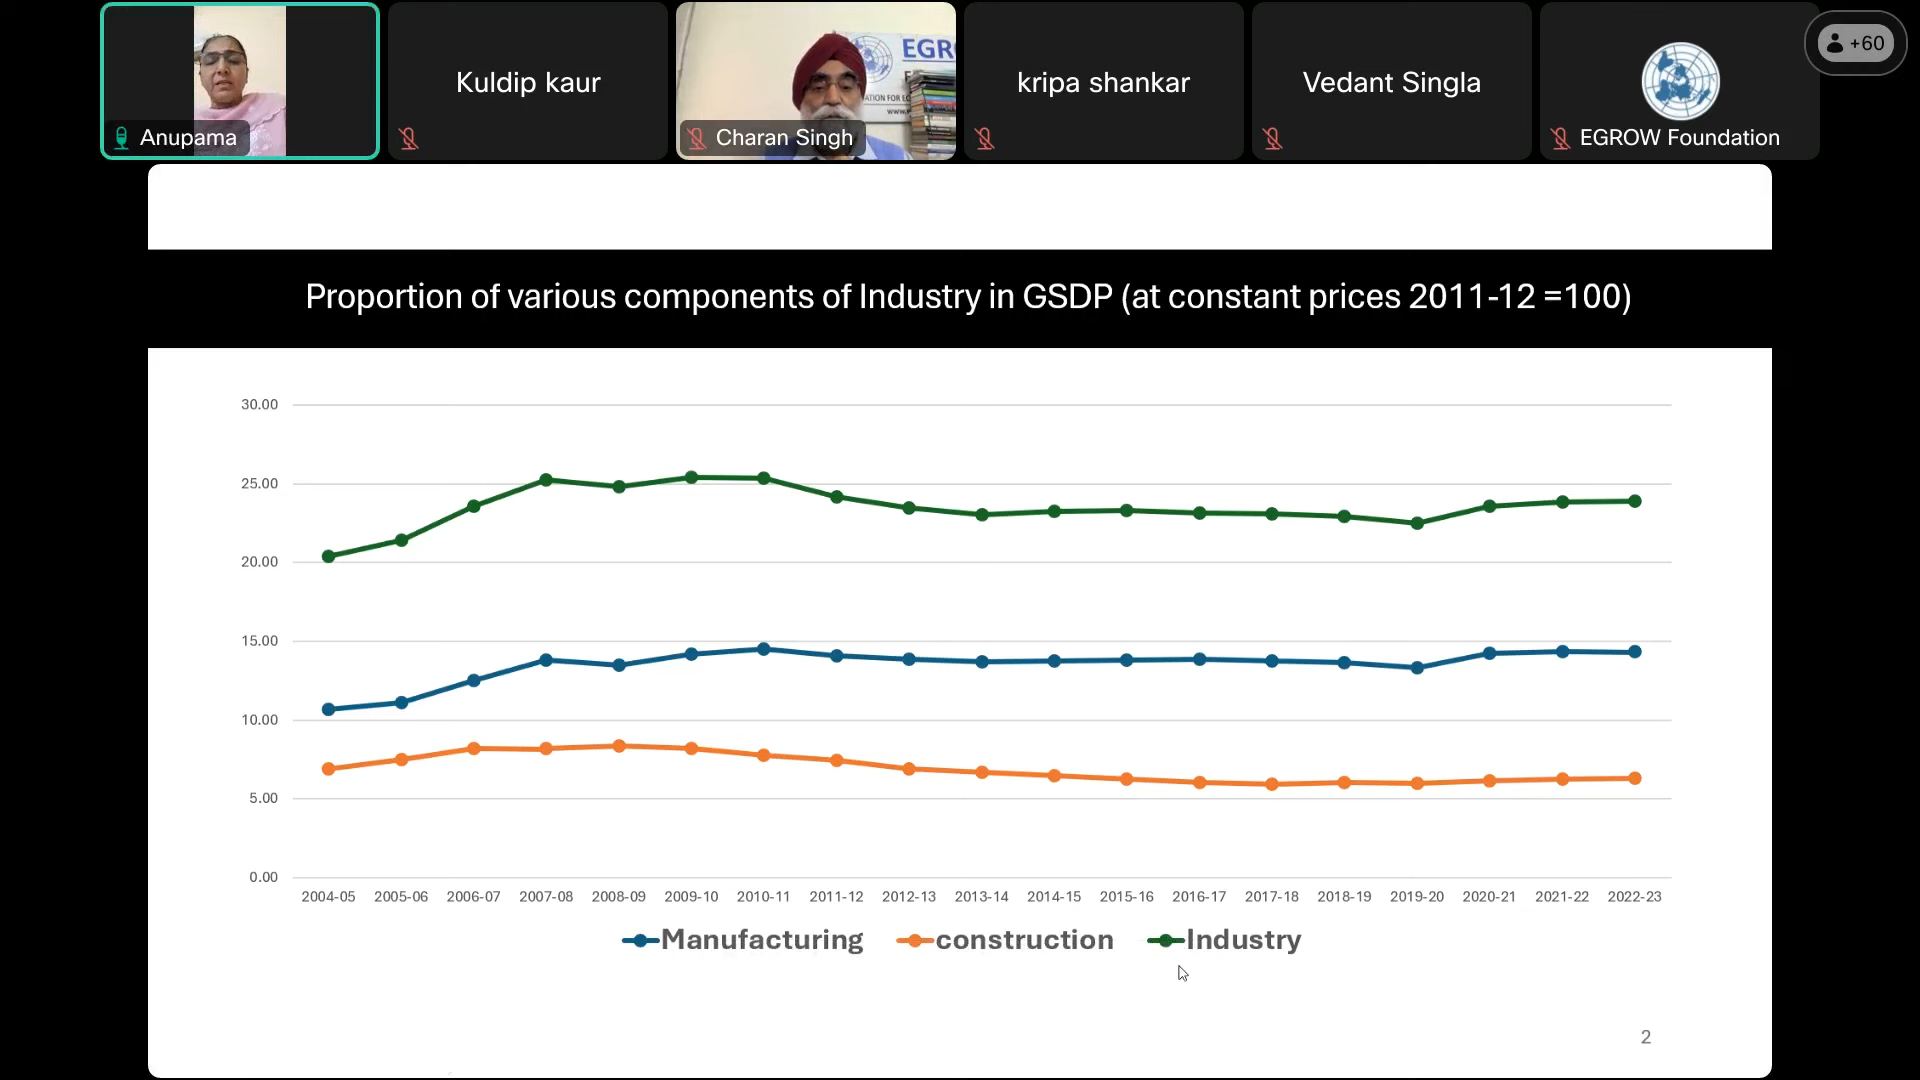 EGR
ATION FOR EC
www.
Anupama
Kuldip kaur
Charan Singh
kripa shankar
Vedant Singla
EGROW Foundation
+60
Proportion of various components of Industry in GSDP (at constant prices 2011-12 =100)
30.00
25.00
20.00
15.00
10.00
5.00
0.00
2004-05 2005-06 2006-07 2007-08 2008-09 2009-10 2010-11 2011-12 2012-13 2013-14 2014-15 2015-16 2016-17 2017-18 2018-19 2019-20 2020-21 2021-22 2022-23
Manufacturing construction Industry
2